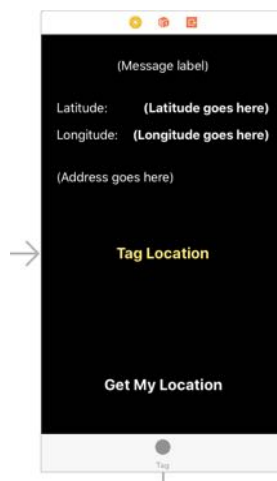 (Message label)
Latitude: (Latitude goes here)
Longitude: (Longitude goes here)
(Address goes here)
Tag Location
Get My Location
Tag